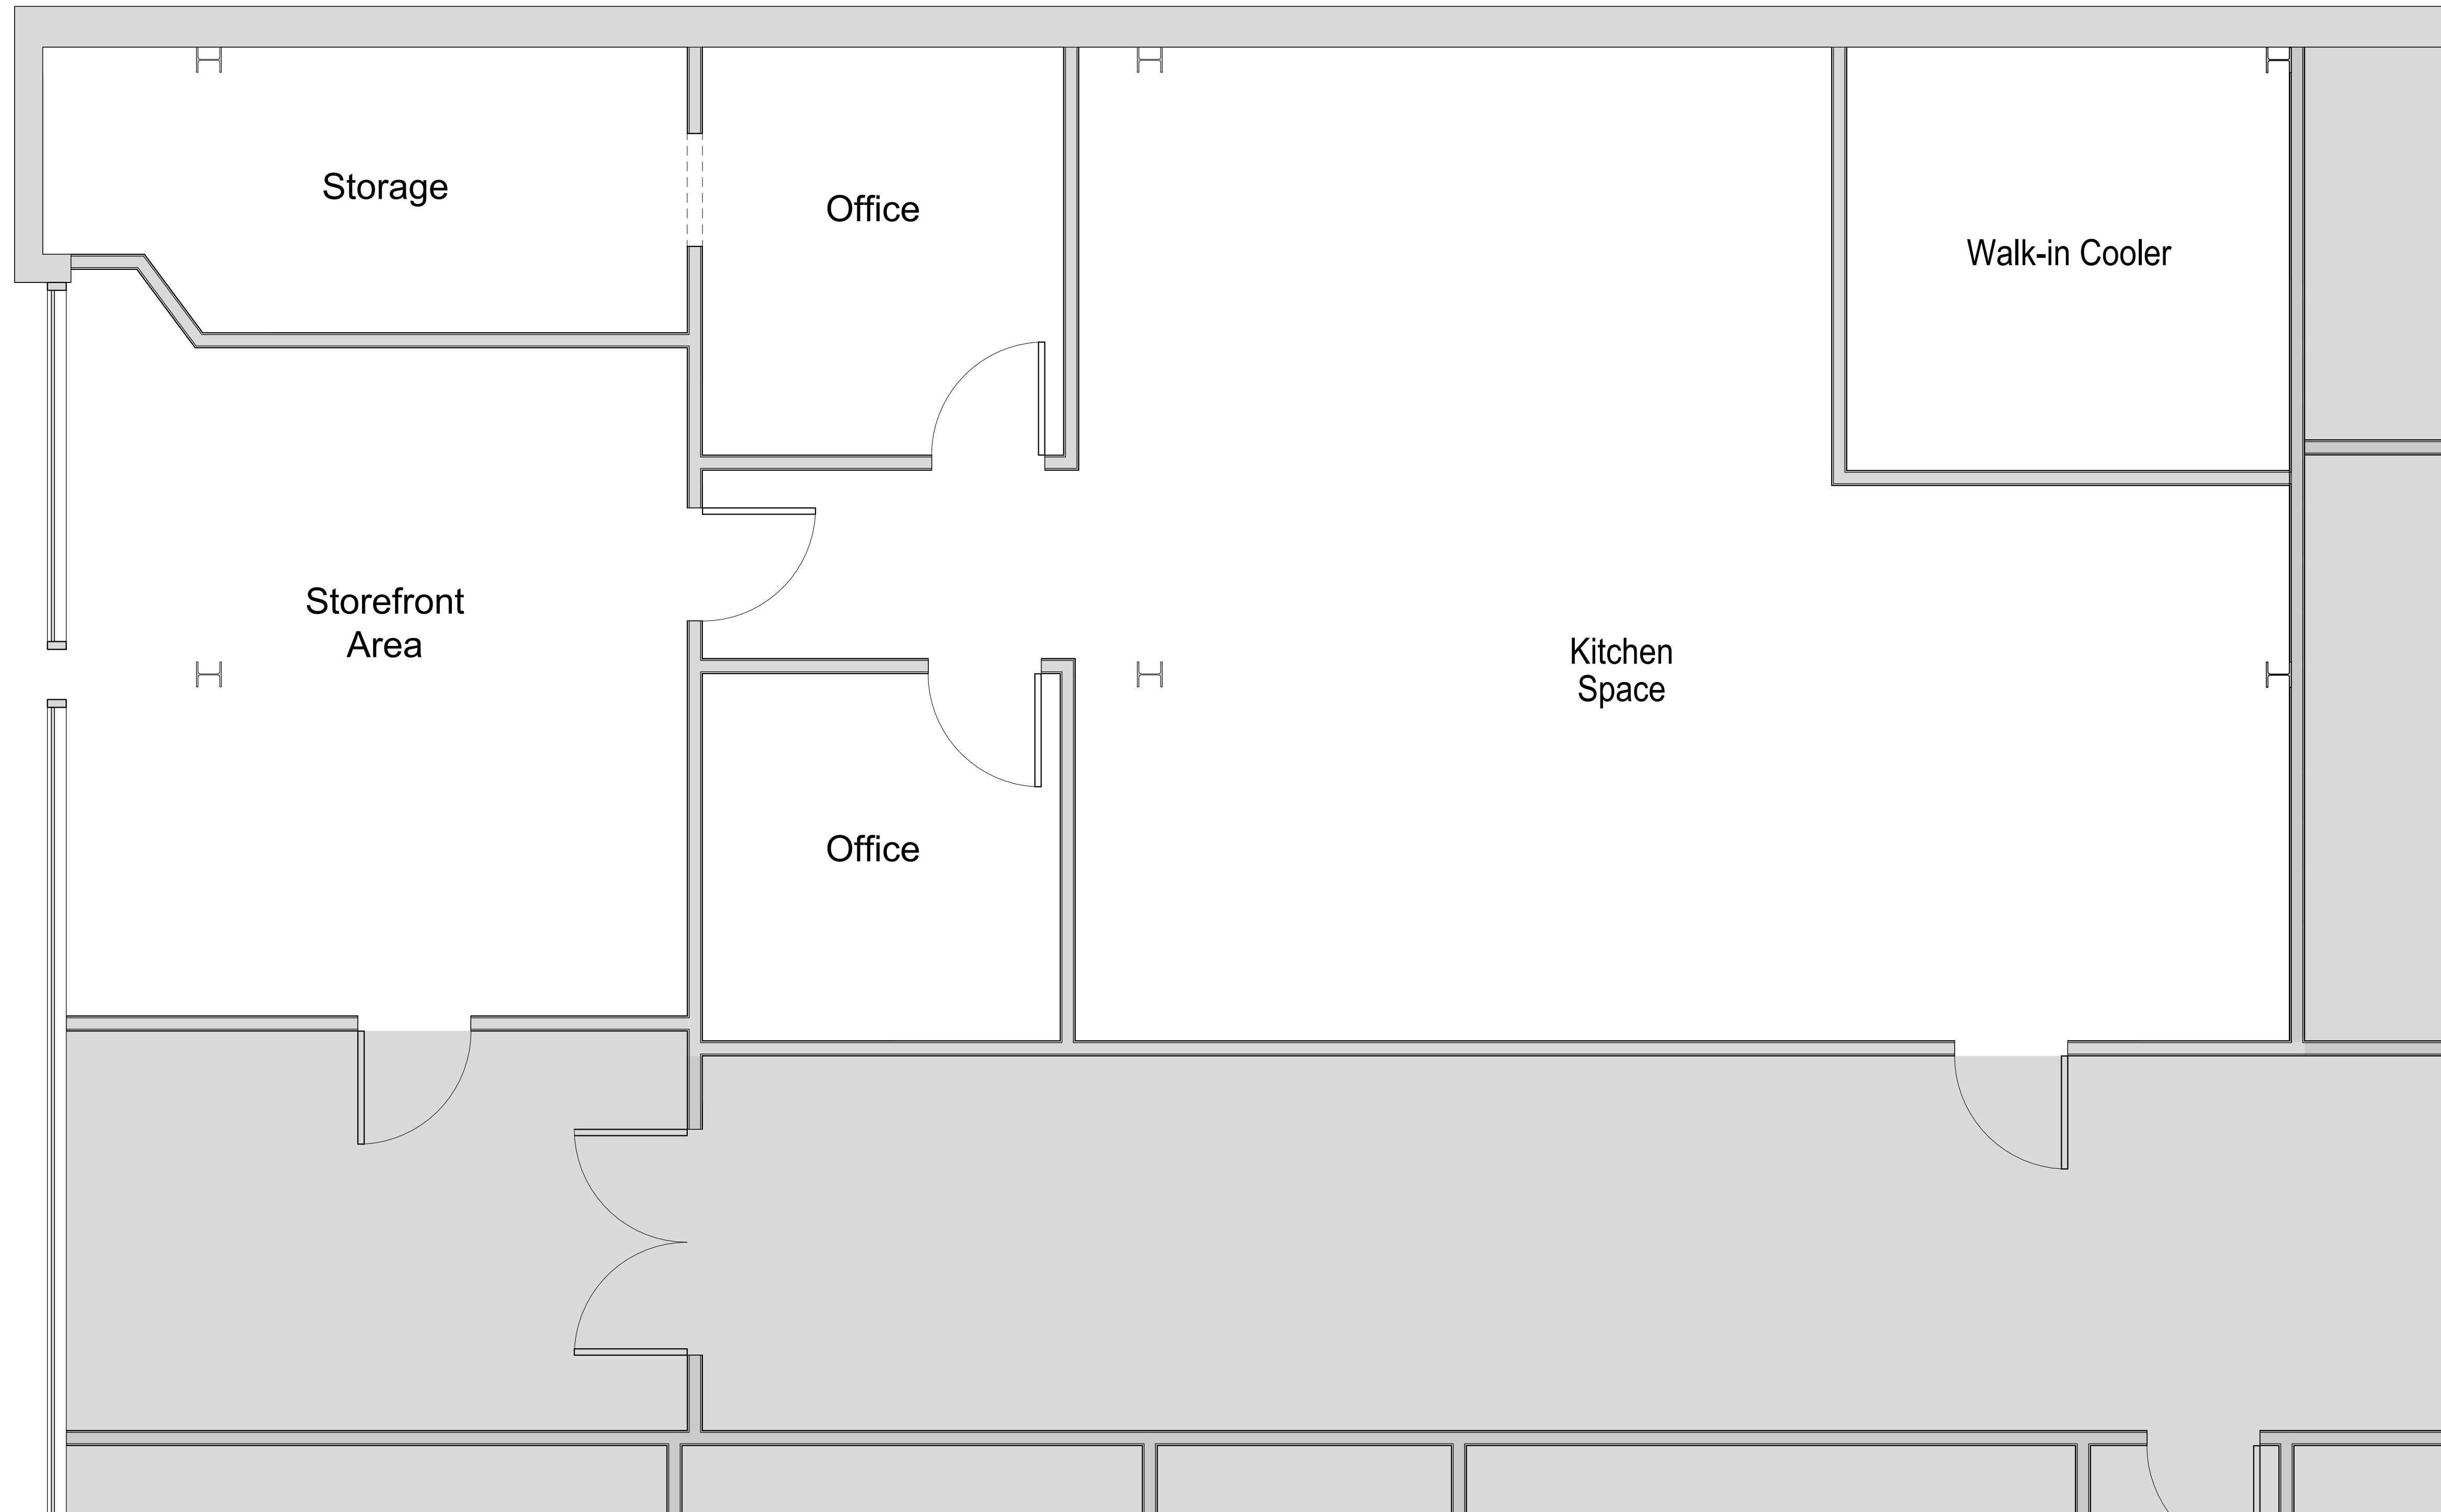 Storage
Office
Walk-in Cooler
Storefront
Area
Kitchen
Space
Office